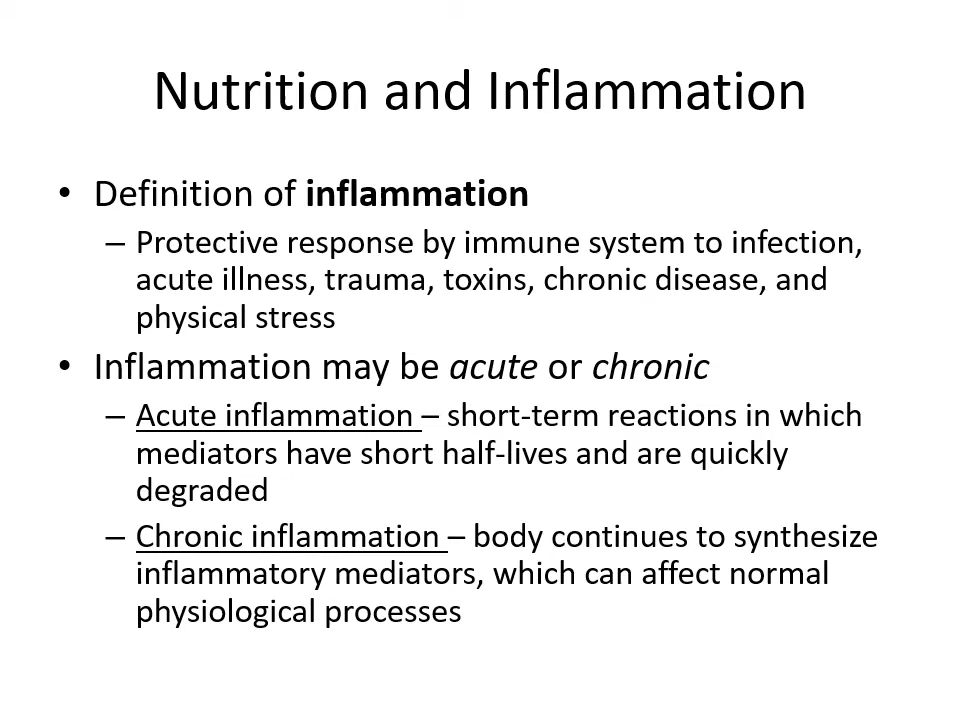 Nutrition and Inflammation
• Definition of inflammation
– Protective response by immune system to infection,
acute illness, trauma, toxins, chronic disease, and
physical stress
• Inflammation may be acute or chronic
– Acute inflammation – short-term reactions in which
mediators have short half-lives and are quickly
degraded
– Chronic inflammation – body continues to synthesize
inflammatory mediators, which can affect normal
physiological processes